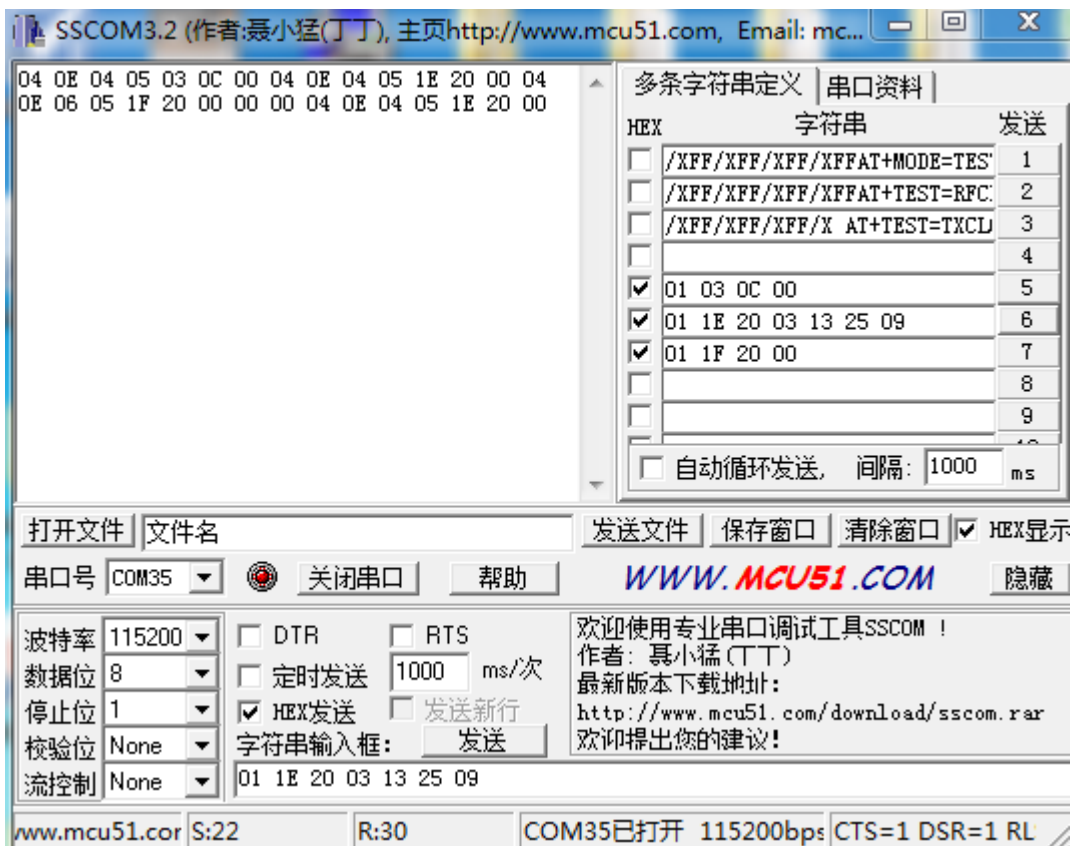 SSCOM3.2 (作者:聂小猛(丁丁), 主页http://www.mcu51.com, Email: mc...
04 0E 04 05 03 0C 00 04 0E 04 05 1E 20 00 04
0E 06 05 1F 20 00 00 00 04 0E 04 05 1E 20 00
多条字符串定义 串口资料
HEX 字符串 发送
/XFF/XFF/XFF/XFFAT+MODE=TES 1
/XFF/XFF/XFF/XFFAT+TEST=RFC 2
/XFF/XFF/XFF/X AT+TEST=TXCL 3
4
01 03 0C 00 5
01 1E 20 03 13 25 09 6
01 1F 20 00 7
8
9
自动循环发送, 间隔: 1000 ms
打开文件 文件名 发送文件 保存窗口 清除窗口 HEX显示
串口号 COM35 关闭串口 帮助 WWW.MCU51.COM 隐藏
波特率 115200 DTR RTS
数据位 8 定时发送 1000 ms/次
停止位 1 HEX发送 发送新行
校验位 None 字符串输入框: 发送
流控制 None 01 1E 20 03 13 25 09
欢迎使用专业串口调试工具SSCOM !
作者: 聂小猛(丁丁)
最新版本下载地址:
http://www.mcu51.com/download/sscom.rar
欢迎提出您的建议!
www.mcu51.cor S:22 R:30 COM35已打开 115200bps CTS=1 DSR=1 RL